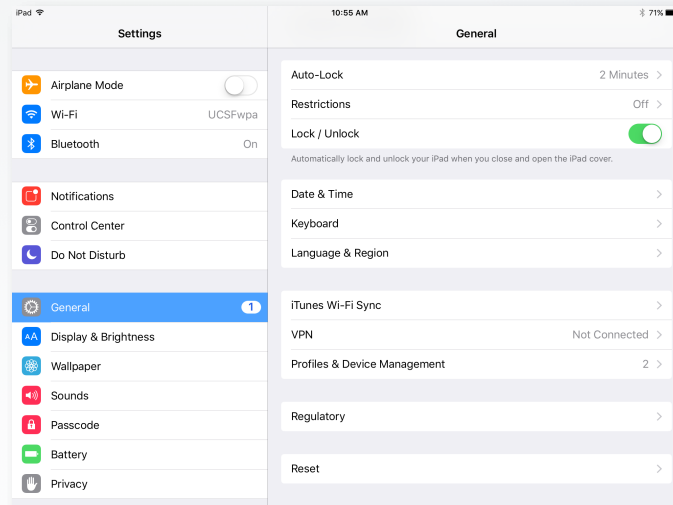 iPad 10:55 AM 71%
Settings
General
Airplane Mode
Wi-Fi UCSFwpa
Bluetooth On
Notifications
Control Center
Do Not Disturb
General 1
AA Display & Brightness
Wallpaper
Sounds
Passcode
Battery
Privacy
Auto-Lock 2 Minutes
Restrictions Off
Lock / Unlock
Automatically lock and unlock your iPad when you close and open the iPad cover.
Date & Time
Keyboard
Language & Region
iTunes Wi-Fi Sync
VPN Not Connected
Profiles & Device Management 2
Regulatory
Reset